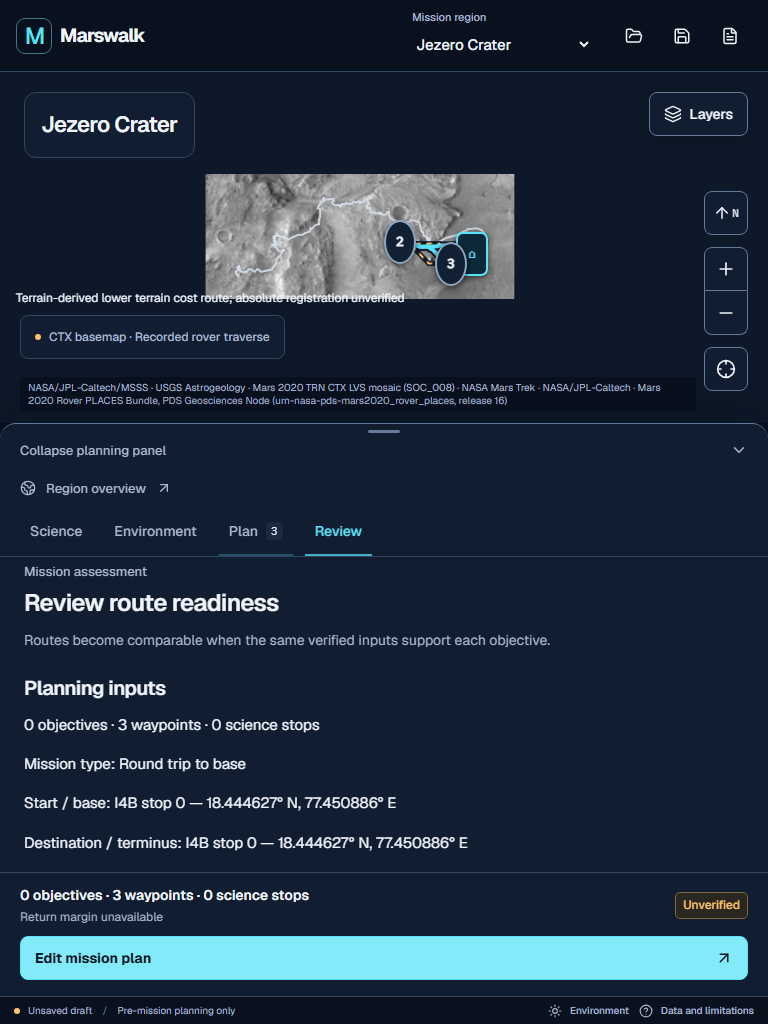 M Marswalk
Mission region
Jezero Crater
Jezero Crater
Layers
N
2
3
Terrain-derived lower terrain cost route; absolute registration unverified
CTX basemap · Recorded rover traverse
NASA/JPL-Caltech/MSSS · USGS Astrogeology · Mars 2020 TRN CTX LVS mosaic (SOC_008) · NASA Mars Trek · NASA/JPL-Caltech · Mars
2020 Rover PLACES Bundle, PDS Geosciences Node (urn-nasa-pds-mars2020_rover_places, release 16)
Collapse planning panel
Region overview
Science Environment Plan 3 Review
Mission assessment
Review route readiness
Routes become comparable when the same verified inputs support each objective.
Planning inputs
0 objectives · 3 waypoints · 0 science stops
Mission type: Round trip to base
Start / base: I4B stop 0 — 18.444627° N, 77.450886° E
Destination / terminus: I4B stop 0 — 18.444627° N, 77.450886° E
0 objectives · 3 waypoints · 0 science stops
Return margin unavailable
Unverified
Edit mission plan
Unsaved draft / Pre-mission planning only
Environment
Data and limitations